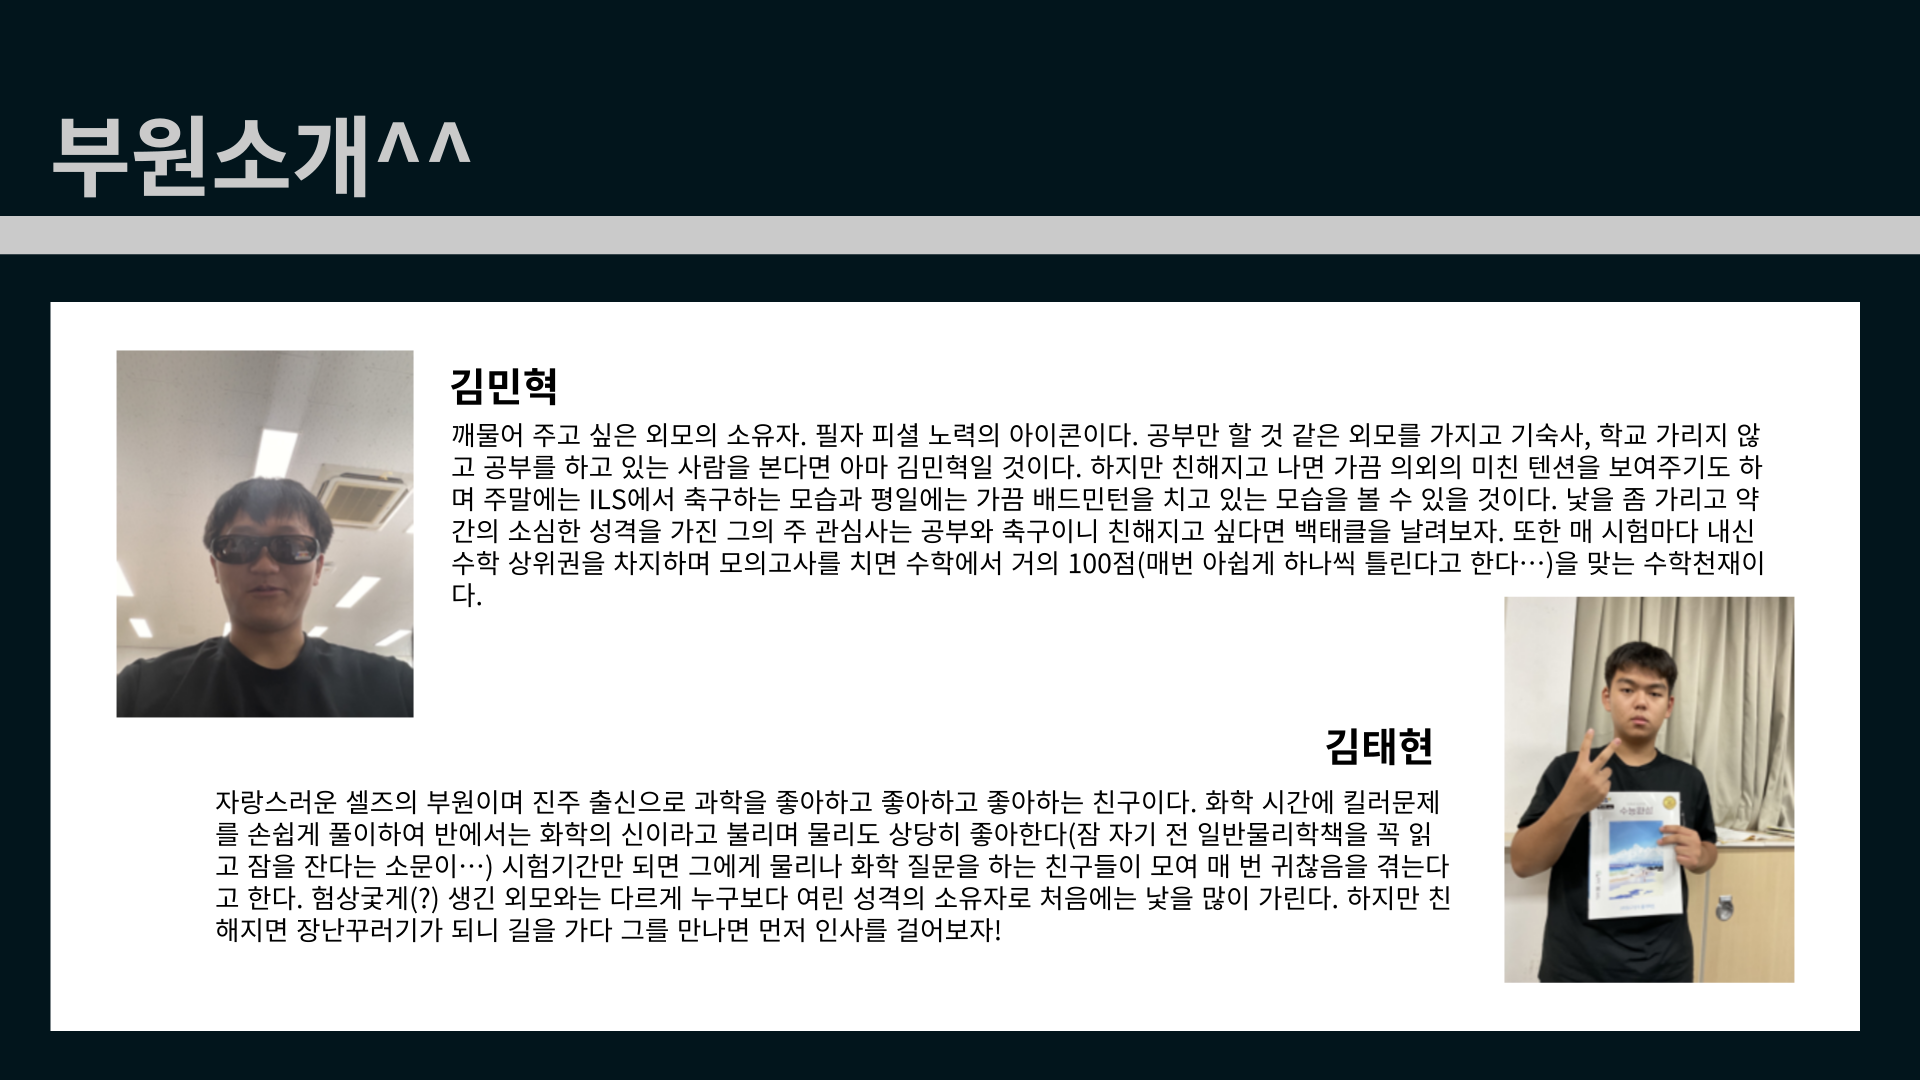 부원소개^^
김민혁
깨물어 주고 싶은 외모의 소유자. 필자 피셜 노력의 아이콘이다. 공부만 할 것 같은 외모를 가지고 기숙사, 학교 가리지 않
고 공부를 하고 있는 사람을 본다면 아마 김민혁일 것이다. 하지만 친해지고 나면 가끔 의외의 미친 텐션을 보여주기도 하
며 주말에는 ILS에서 축구하는 모습과 평일에는 가끔 배드민턴을 치고 있는 모습을 볼 수 있을 것이다. 낯을 좀 가리고 약
간의 소심한 성격을 가진 그의 주 관심사는 공부와 축구이니 친해지고 싶다면 백태클을 날려보자. 또한 매 시험마다 내신
수학 상위권을 차지하며 모의고사를 치면 수학에서 거의 100점(매번 아쉽게 하나씩 틀린다고 한다…)을 맞는 수학천재이
다.
김태현
자랑스러운 셀즈의 부원이며 진주 출신으로 과학을 좋아하고 좋아하고 좋아하는 친구이다. 화학 시간에 킬러문제
를 손쉽게 풀이하여 반에서는 화학의 신이라고 불리며 물리도 상당히 좋아한다(잠 자기 전 일반물리학책을 꼭 읽
고 잠을 잔다는 소문이…) 시험기간만 되면 그에게 물리나 화학 질문을 하는 친구들이 모여 매 번 귀찮음을 겪는다
고 한다. 험상궂게(?) 생긴 외모와는 다르게 누구보다 여린 성격의 소유자로 처음에는 낯을 많이 가린다. 하지만 친
해지면 장난꾸러기가 되니 길을 가다 그를 만나면 먼저 인사를 걸어보자!
수능완성